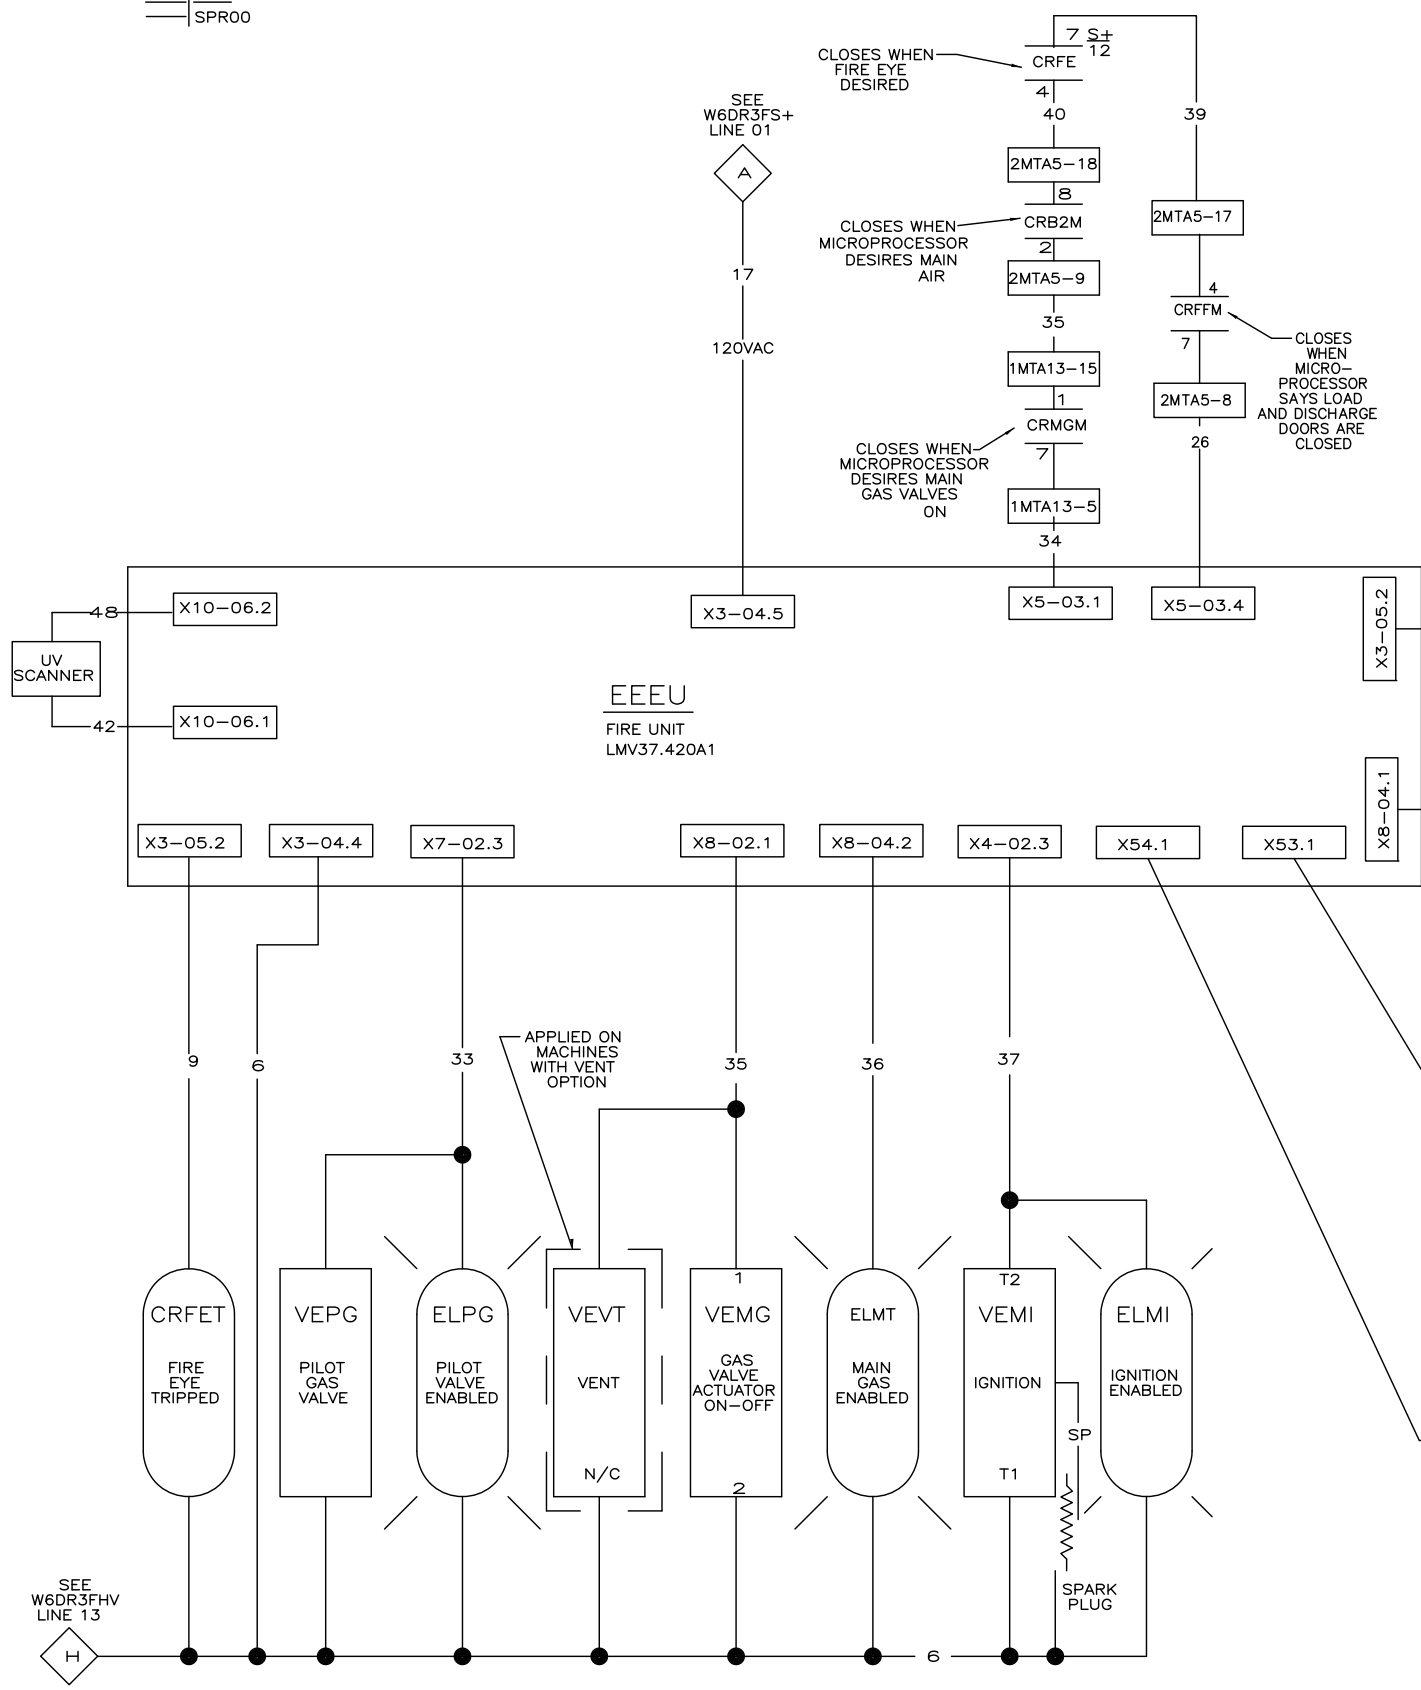 SPR00
7 S+
12
CLOSES WHEN
FIRE EYE
DESIRED
CRFE
4
40
39
SEE
W6DR3FS+
LINE 01
A
2MTA5-18
8
CRB2M
2
CLOSES WHEN
MICROPROCESSOR
DESIRES MAIN
AIR
2MTA5-17
17
2MTA5-9
4
CRFFM
7
35
120VAC
CLOSES
WHEN
MICRO-
PROCESSOR
SAYS LOAD
AND DISCHARGE
DOORS ARE
CLOSED
1MTA13-15
1
CRMGM
7
2MTA5-8
26
CLOSES WHEN
MICROPROCESSOR
DESIRES MAIN
GAS VALVES
ON
1MTA13-5
34
48
X10-06.2
X3-04.5
X5-03.1
X5-03.4
X3-05.2
UV
SCANNER
42
X10-06.1
EEEU
FIRE UNIT
LMV37.420A1
X8-04.1
X3-05.2
X3-04.4
X7-02.3
X8-02.1
X8-04.2
X4-02.3
X54.1
X53.1
APPLIED ON
MACHINES
WITH VENT
OPTION
9
6
33
35
36
37
CRFET
FIRE
EYE
TRIPPED
VEPG
PILOT
GAS
VALVE
ELPG
PILOT
VALVE
ENABLED
VEVT
VENT
N/C
1
VEMG
GAS
VALVE
ACTUATOR
ON-OFF
2
ELMT
MAIN
GAS
ENABLED
T2
VEMI
IGNITION
T1
SP
ELMI
IGNITION
ENABLED
SPARK
PLUG
SEE
W6DR3FHV
LINE 13
H
6